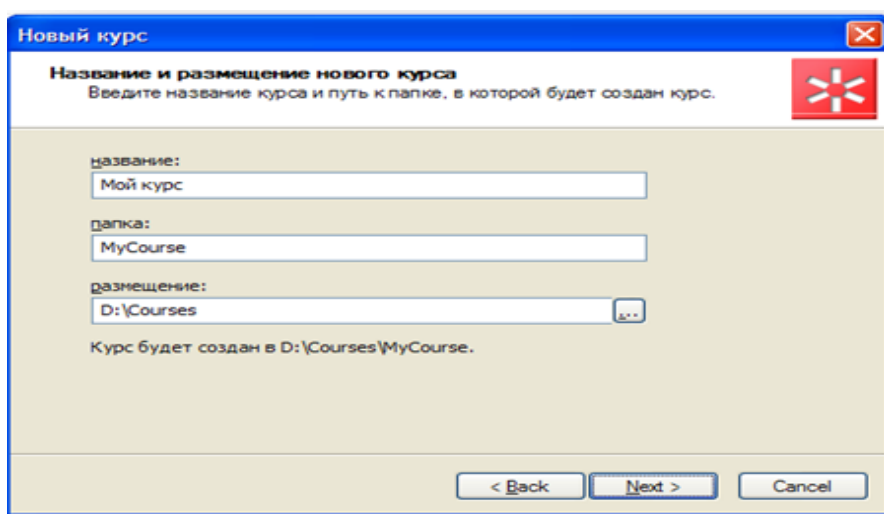 Новый курс
Название и размещение нового курса
Введите название курса и путь к папке, в которой будет создан курс.
название:
Мой курс
папка:
MyCourse
размещение:
D:\Courses
...
Курс будет создан в D:\Courses\MyCourse.
< Back Next > Cancel